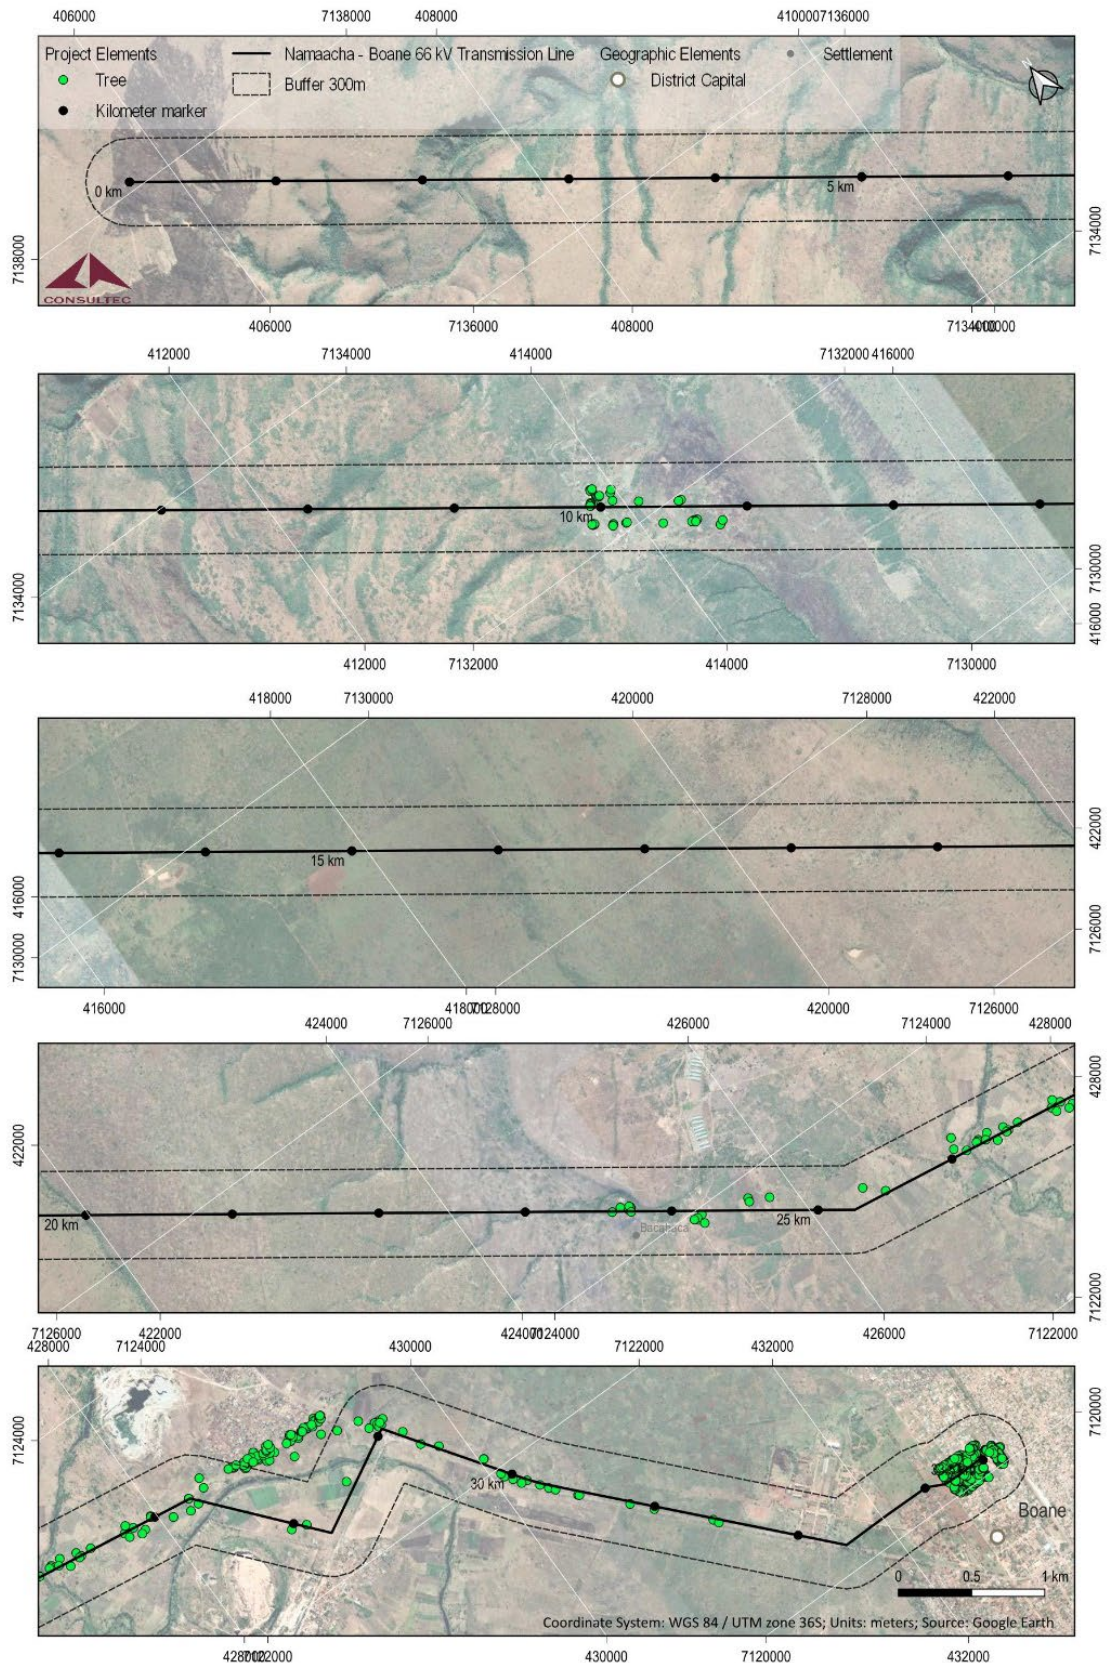 406000 7138000 408000 4100007136000
Project Elements Namaacha - Boane 66 kV Transmission Line Geographic Elements Settlement
Tree Buffer 300m District Capital
Kilometer marker
0 km 5 km
7138000 7134000
CONSULTEC
406000 7136000 408000
412000 7134000 414000 7132000 416000
10 km
7134000 7130000
416000
412000 7132000 414000 7130000
418000 7130000 420000 7128000 422000
15 km
422000
416000 7126000
7130000
416000 420000 7126000
424000 7126000 426000 7124000 428000
428000
422000
20 km Bacabaca 25 km
7122000
7126000 422000 426000 7122000
428000 7124000 430000 7122000 432000
7124000 7120000
30 km
Boane
0 0.5 1 km
Coordinate System: WGS 84 / UTM zone 36S; Units: meters; Source: Google Earth
430000 7120000 432000